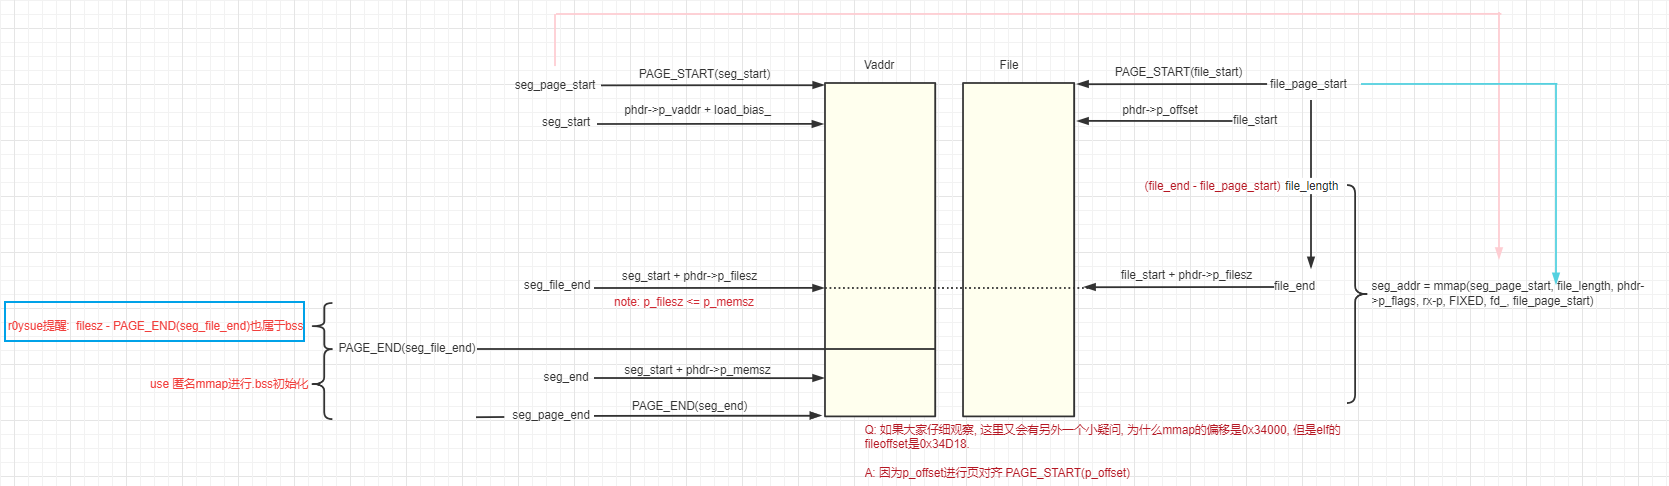 Vaddr
File
seg_page_start
PAGE_START(seg_start)
PAGE_START(file_start)
file_page_start
seg_start
phdr->p_vaddr + load_bias_
phdr->p_offset
file_start
(file_end - file_page_start) file_length
seg_file_end
seg_start + phdr->p_filesz
note: p_filesz <= p_memsz
file_start + phdr->p_filesz
file_end
seg_addr = mmap(seg_page_start, file_length, phdr-
>p_flags, rx-p, FIXED, fd_, file_page_start)
r0ysue提醒: filesz - PAGE_END(seg_file_end)也属于bss
PAGE_END(seg_file_end)
use 匿名mmap进行.bss初始化
seg_end
seg_start + phdr->p_memsz
seg_page_end
PAGE_END(seg_end)
Q: 如果大家仔细观察, 这里又会有另外一个小疑问, 为什么mmap的偏移是0x34000, 但是elf的
fileoffset是0x34D18.
A: 因为p_offset进行页对齐 PAGE_START(p_offset)